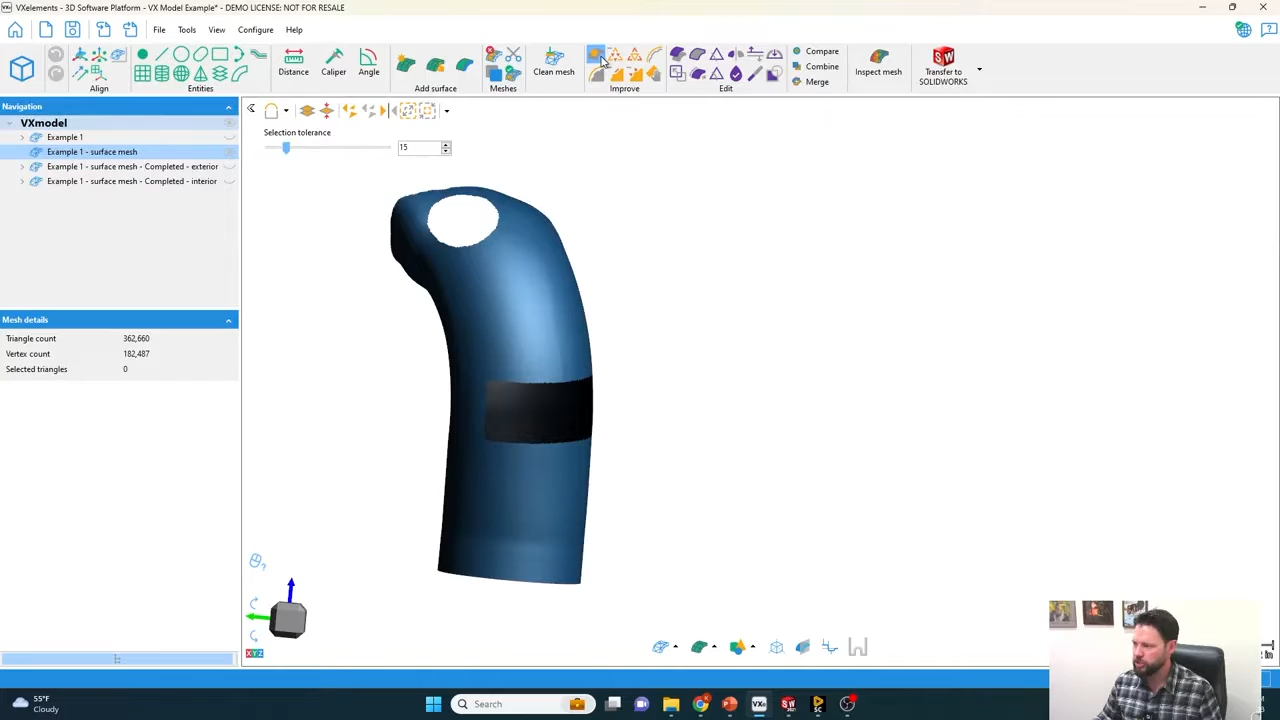 VXelements - 3D Software Platform - VX Model Example* - DEMO LICENSE: NOT FOR RESALE
File Tools View Configure Help
Align
Entities
Distance
Caliper
Angle
Add surface
Meshes
Clean mesh
Improve
Edit
Compare
Combine
Merge
Inspect mesh
Transfer to
SOLIDWORKS
Navigation
VXmodel
Example 1
Example 1 - surface mesh
Example 1 - surface mesh - Completed - exterior
Example 1 - surface mesh - Completed - interior
Selection tolerance
15
Mesh details
Triangle count 362,660
Vertex count 182,487
Selected triangles 0
XYZ
55°F
Cloudy
Search